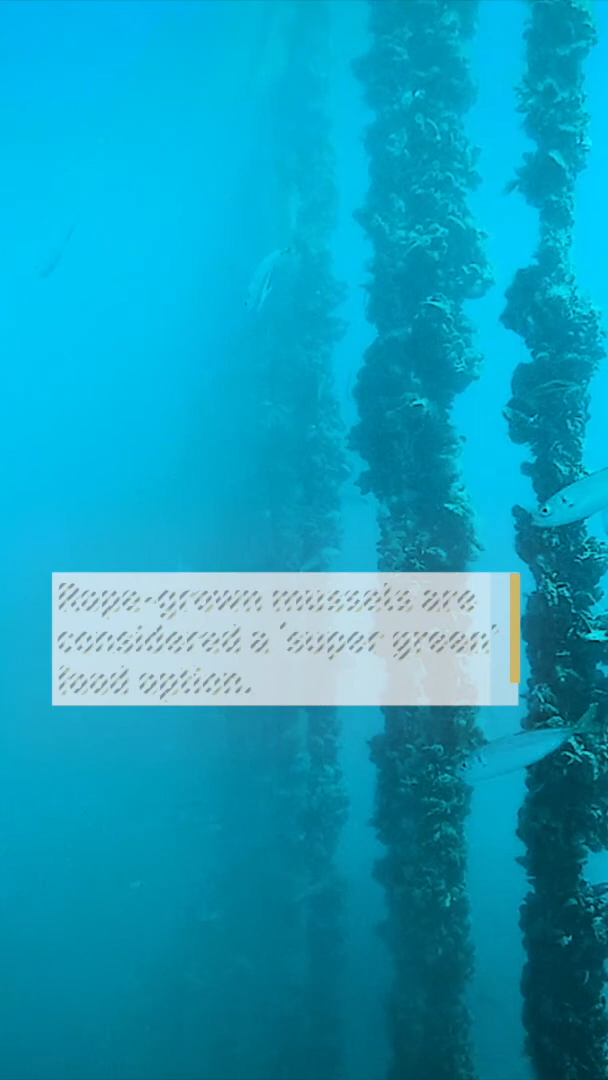 Rope-grown mussels are
considered a 'super green'
food option.